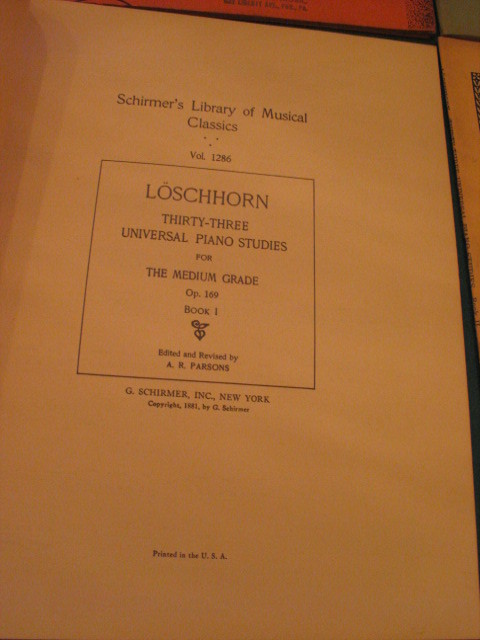 Schirmer's Library of Musical
Classics
Vol. 1286
LÖSCHHORN
THIRTY-THREE
UNIVERSAL PIANO STUDIES
FOR
THE MEDIUM GRADE
Op. 169
BOOK I
Edited and Revised by
A. R. PARSONS
G. SCHIRMER, INC., NEW YORK
Copyright, 1881, by G. Schirmer
Printed in the U. S. A.